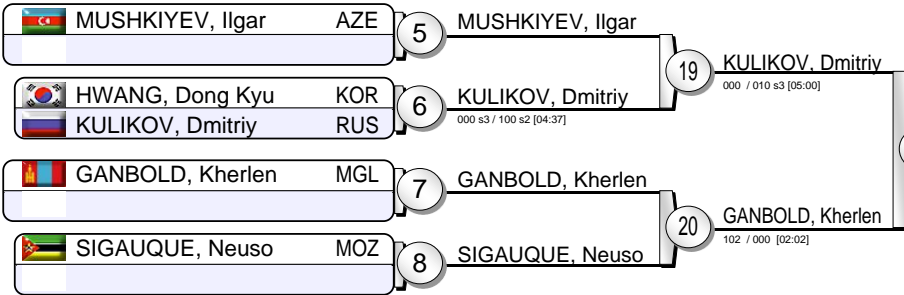 MUSHKIYEV, Ilgar AZE
5
MUSHKIYEV, Ilgar
HWANG, Dong Kyu KOR
KULIKOV, Dmitriy RUS
6
KULIKOV, Dmitriy
000 s3 / 100 s2 [04:37]
19
KULIKOV, Dmitriy
000 / 010 s3 [05:00]
GANBOLD, Kherlen MGL
7
GANBOLD, Kherlen
SIGAUQUE, Neuso MOZ
8
SIGAUQUE, Neuso
20
GANBOLD, Kherlen
102 / 000 [02:02]